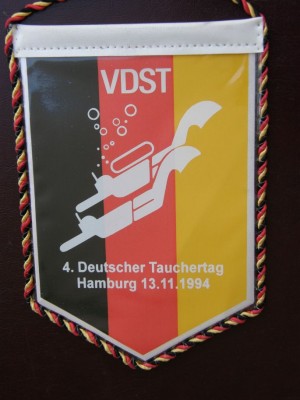 VDST
4. Deutscher Tauchertag
Hamburg 13.11.1994